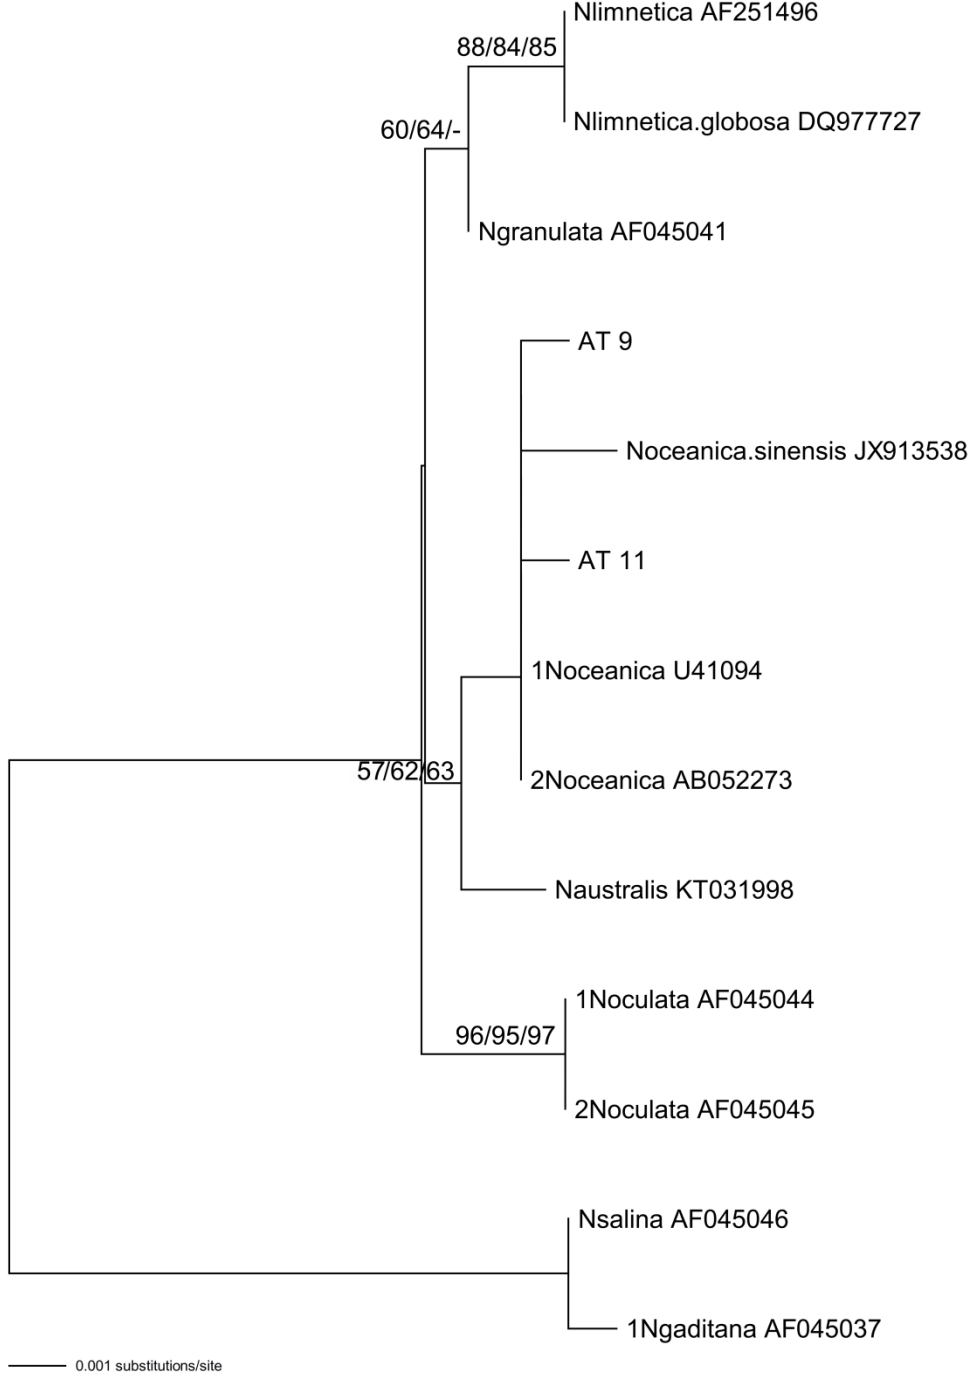 Nlimnetica AF251496
88/84/85
Nlimnetica.globosa DQ977727
60/64/-
Ngranulata AF045041
AT 9
Noceanica.sinensis JX913538
AT 11
1Noceanica U41094
57/62/63
2Noceanica AB052273
Naustralis KT031998
1Noculata AF045044
96/95/97
2Noculata AF045045
Nsalina AF045046
1Ngaditana AF045037
0.001 substitutions/site